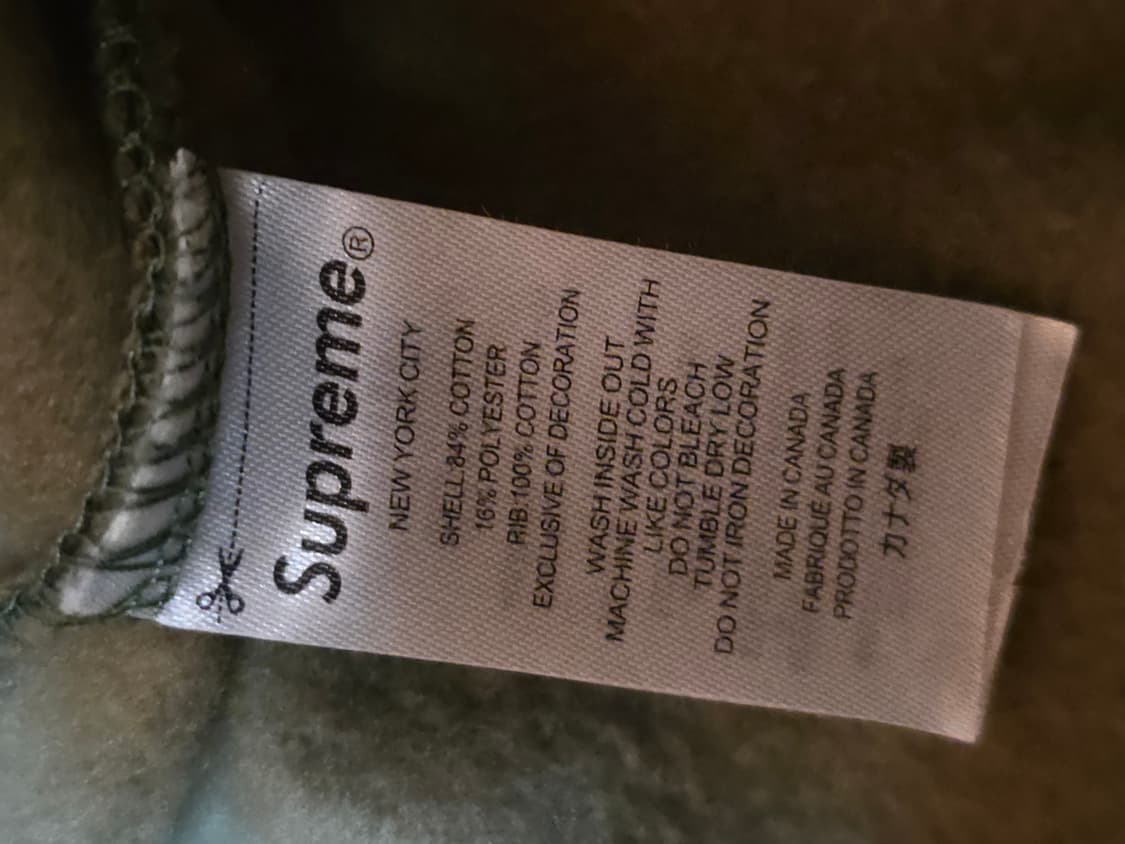 Supreme®
NEW YORK CITY
SHELL:84% COTTON
16% POLYESTER
RIB:100% COTTON
EXCLUSIVE OF DECORATION
WASH INSIDE OUT
MACHINE WASH COLD WITH
LIKE COLORS
DO NOT BLEACH
TUMBLE DRY LOW
DO NOT IRON DECORATION
MADE IN CANADA
FABRIQUÉ AU CANADA
PRODOTTO IN CANADA
カナダ製